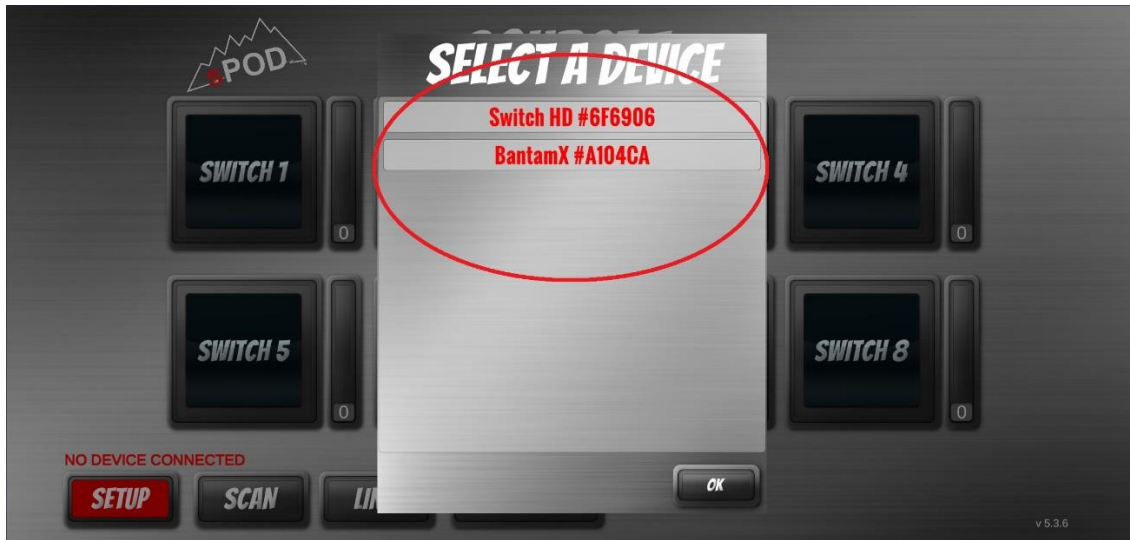 sPOD
SELECT A DEVICE
Switch HD #6F6906
BantamX #A104CA
SWITCH 1
0
SWITCH 4
0
SWITCH 5
0
SWITCH 8
0
NO DEVICE CONNECTED
SETUP
SCAN
OK
v 5.3.6